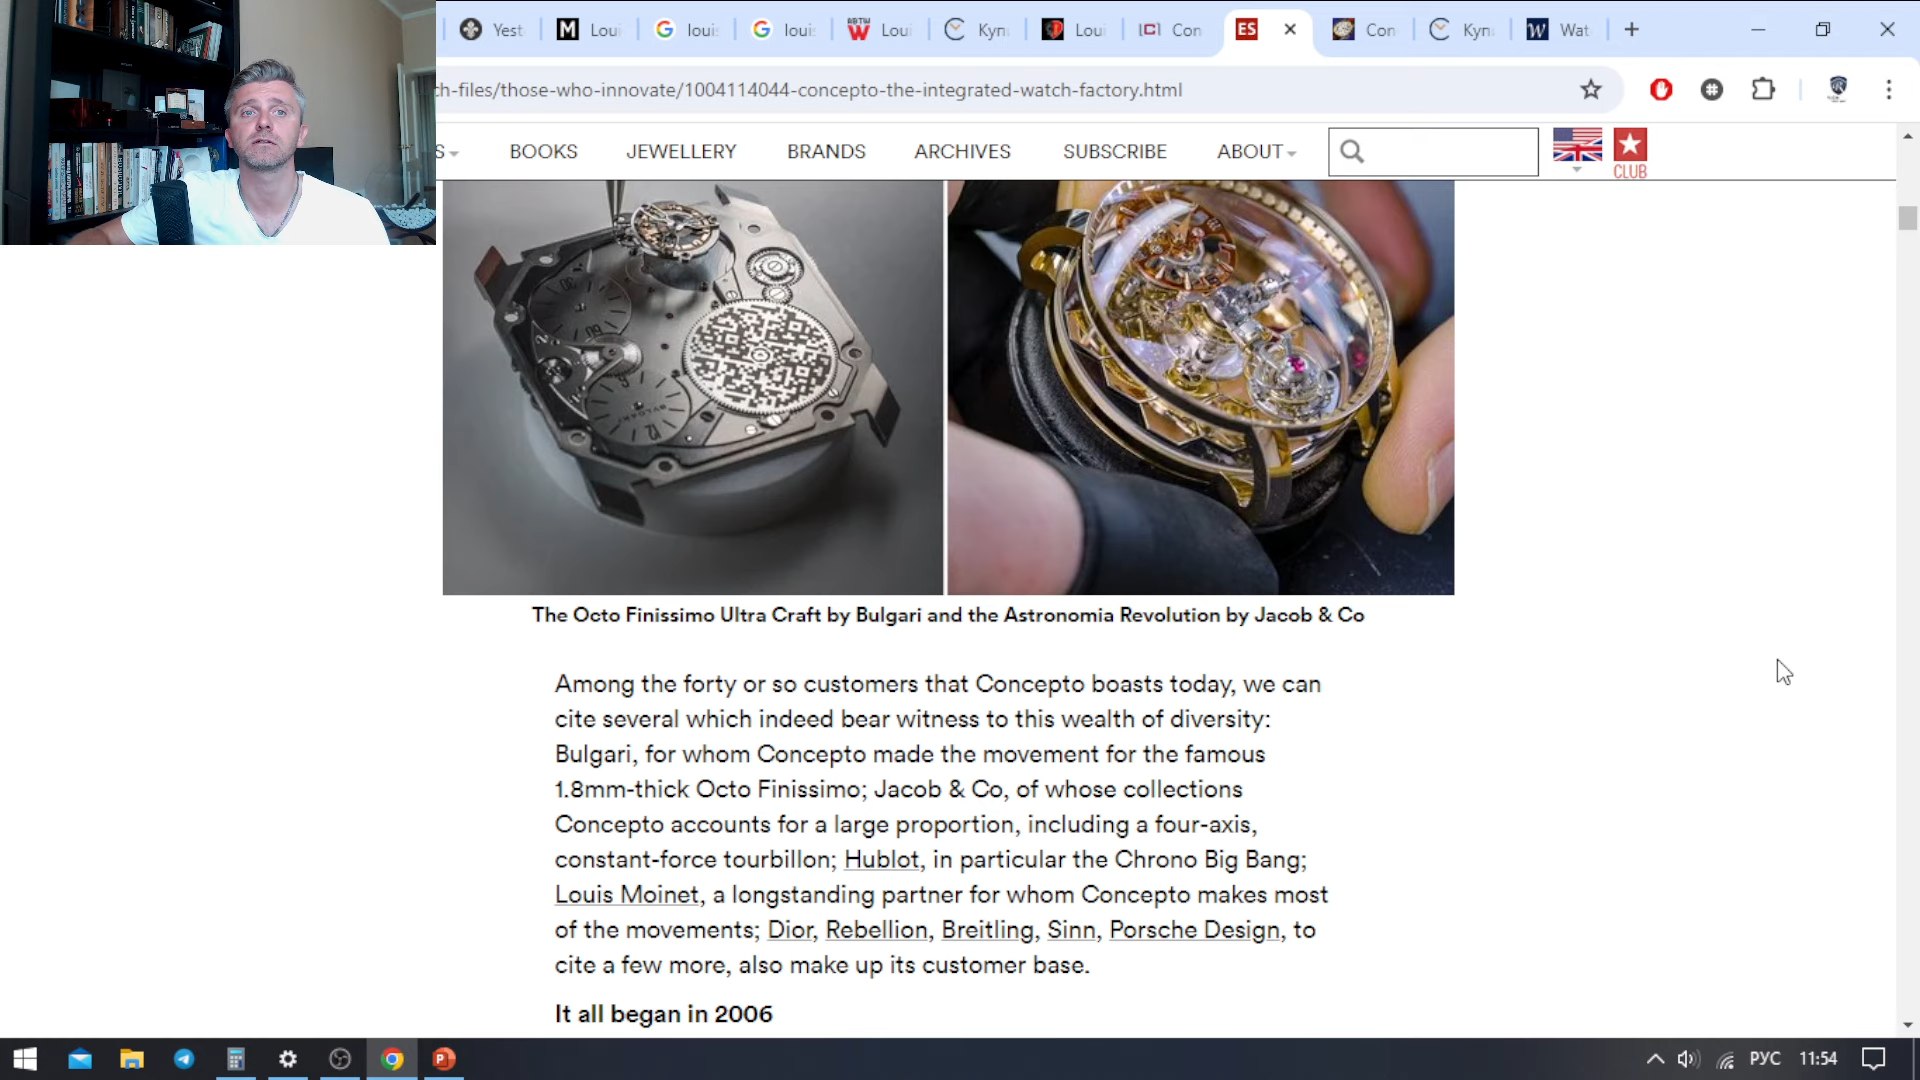 Yest
Loui
louis
loui
ABTW
W
Loui
Kyn
Loui
Con
ES
Con
Kyn
W
Wat
ch-files/those-who-innovate/1004114044-concepto-the-integrated-watch-factory.html
S
BOOKS
JEWELLERY
BRANDS
ARCHIVES
SUBSCRIBE
ABOUT
CLUB
The Octo Finissimo Ultra Craft by Bulgari and the Astronomia Revolution by Jacob & Co
Among the forty or so customers that Concepto boasts today, we can
cite several which indeed bear witness to this wealth of diversity:
Bulgari, for whom Concepto made the movement for the famous
1.8mm-thick Octo Finissimo; Jacob & Co, of whose collections
Concepto accounts for a large proportion, including a four-axis,
constant-force tourbillon; Hublot, in particular the Chrono Big Bang;
Louis Moinet, a longstanding partner for whom Concepto makes most
of the movements; Dior, Rebellion, Breitling, Sinn, Porsche Design, to
cite a few more, also make up its customer base.
It all began in 2006
РУС
11:54